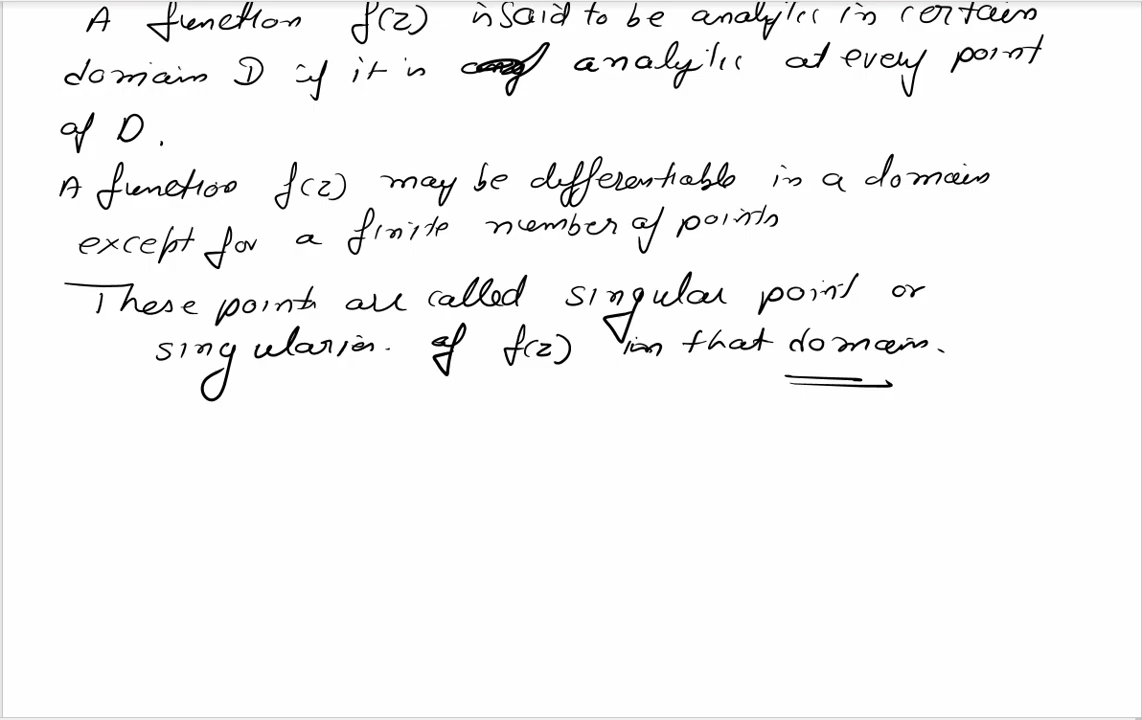 A function f(z) is said to be analytic in certain
domain D if it is analytic at every point
of D.
A function f(z) may be differentiable in a domain
except for a finite number of points
These points are called singular point or
singularies. of f(z) in that domain.